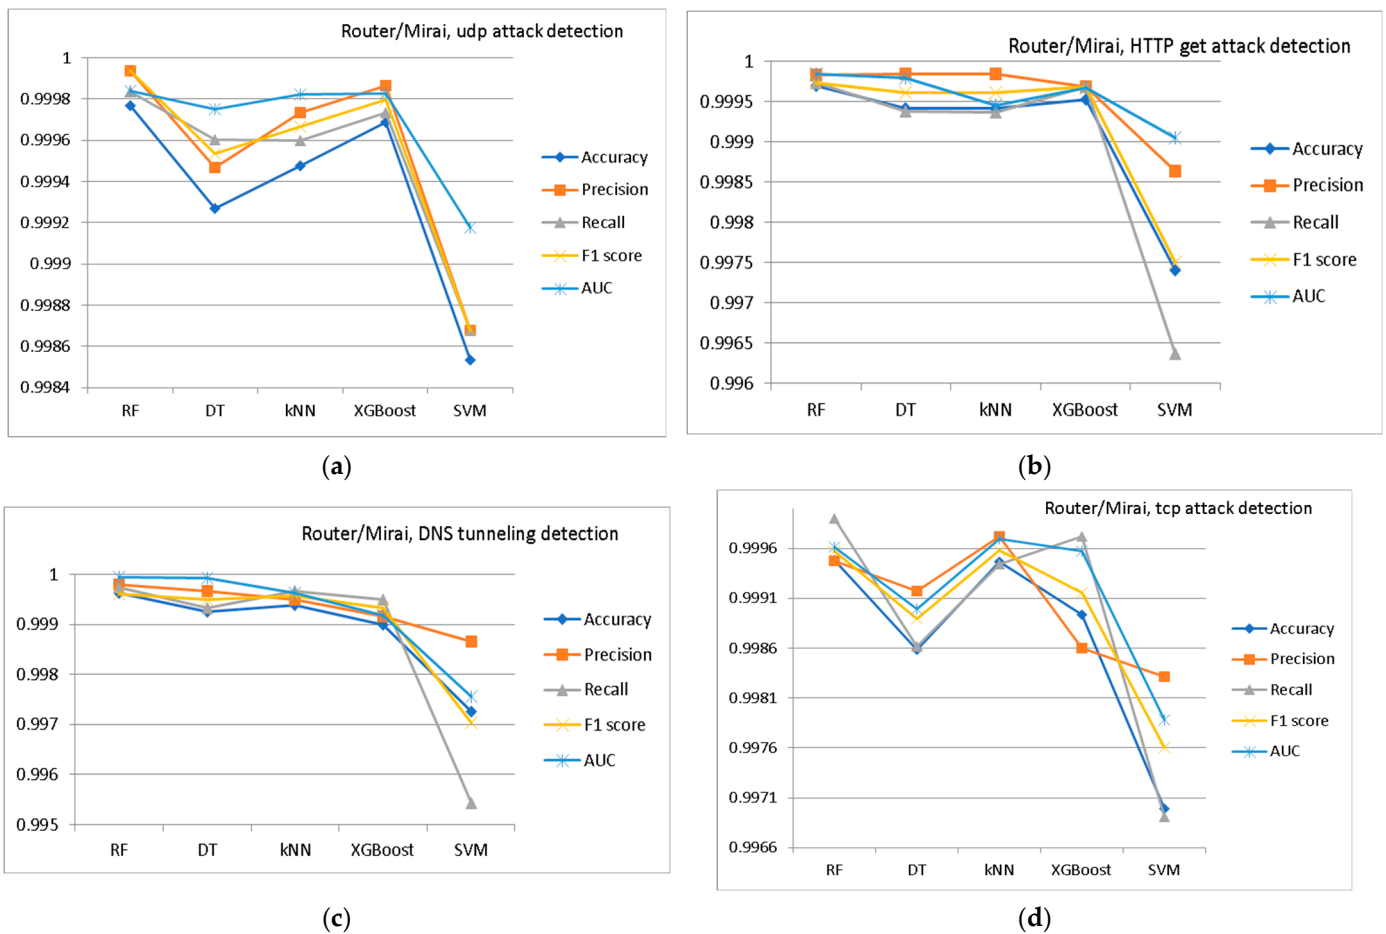 Router/Mirai, udp attack detection
1
0.9998
0.9996
0.9994
0.9992
0.999
0.9988
0.9986
0.9984
RF DT kNN XGBoost SVM
Accuracy
Precision
Recall
F1 score
AUC
(a)
Router/Mirai, HTTP get attack detection
1
0.9995
0.999
0.9985
0.998
0.9975
0.997
0.9965
0.996
RF DT kNN XGBoost SVM
Accuracy
Precision
Recall
F1 score
AUC
(b)
Router/Mirai, DNS tunneling detection
1
0.999
0.998
0.997
0.996
0.995
RF DT kNN XGBoost SVM
Accuracy
Precision
Recall
F1 score
AUC
(c)
Router/Mirai, tcp attack detection
0.9996
0.9991
0.9986
0.9981
0.9976
0.9971
0.9966
RF DT kNN XGBoost SVM
Accuracy
Precision
Recall
F1 score
AUC
(d)